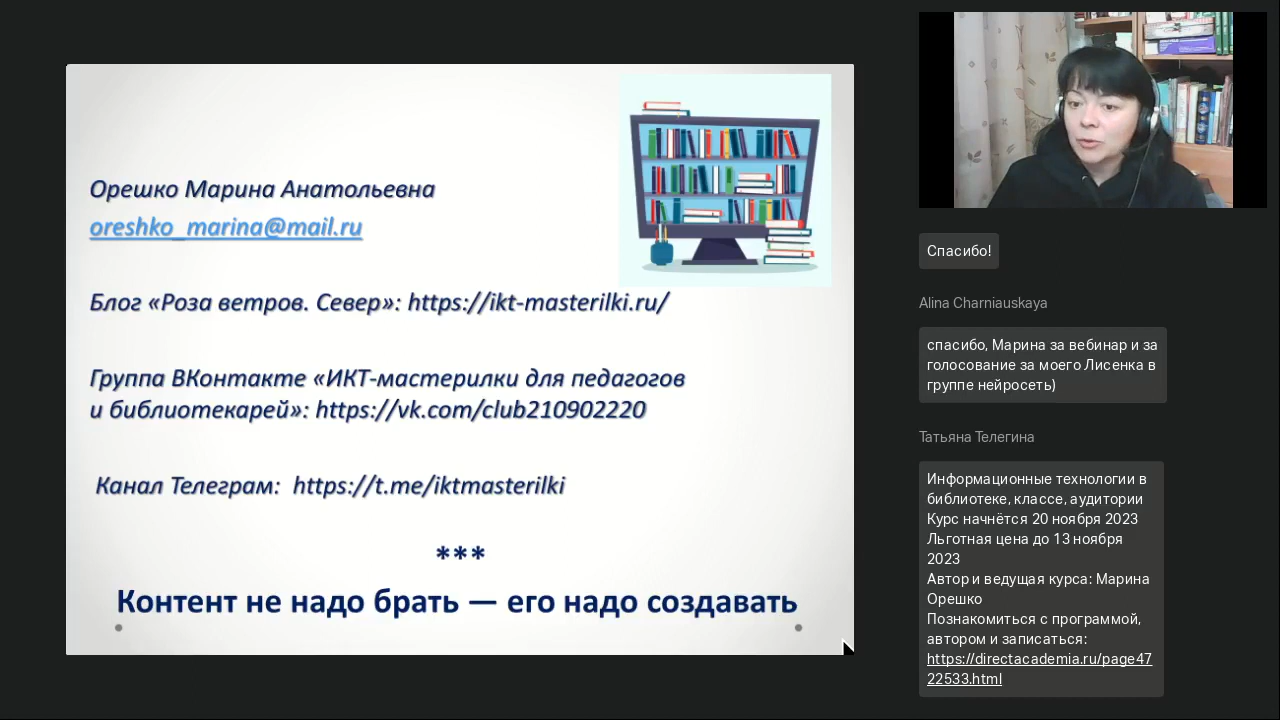 Орешко Марина Анатольевна
oreshko_marina@mail.ru
Блог «Роза ветров. Север»: https://ikt-masterilki.ru/
Группа ВКонтакте «ИКТ-мастерилки для педагогов
и библиотекарей»: https://vk.com/club210902220
Канал Телеграм: https://t.me/iktmasterilki
***
Контент не надо брать — его надо создавать
Спасибо!
Alina Charniauskaya
спасибо, Марина за вебинар и за
голосование за моего Лисенка в
группе нейросеть)
Татьяна Телегина
Информационные технологии в
библиотеке, классе, аудитории
Курс начнётся 20 ноября 2023
Льготная цена до 13 ноября
2023
Автор и ведущая курса: Марина
Орешко
Познакомиться с программой,
автором и записаться:
https://directacademia.ru/page47
22533.html